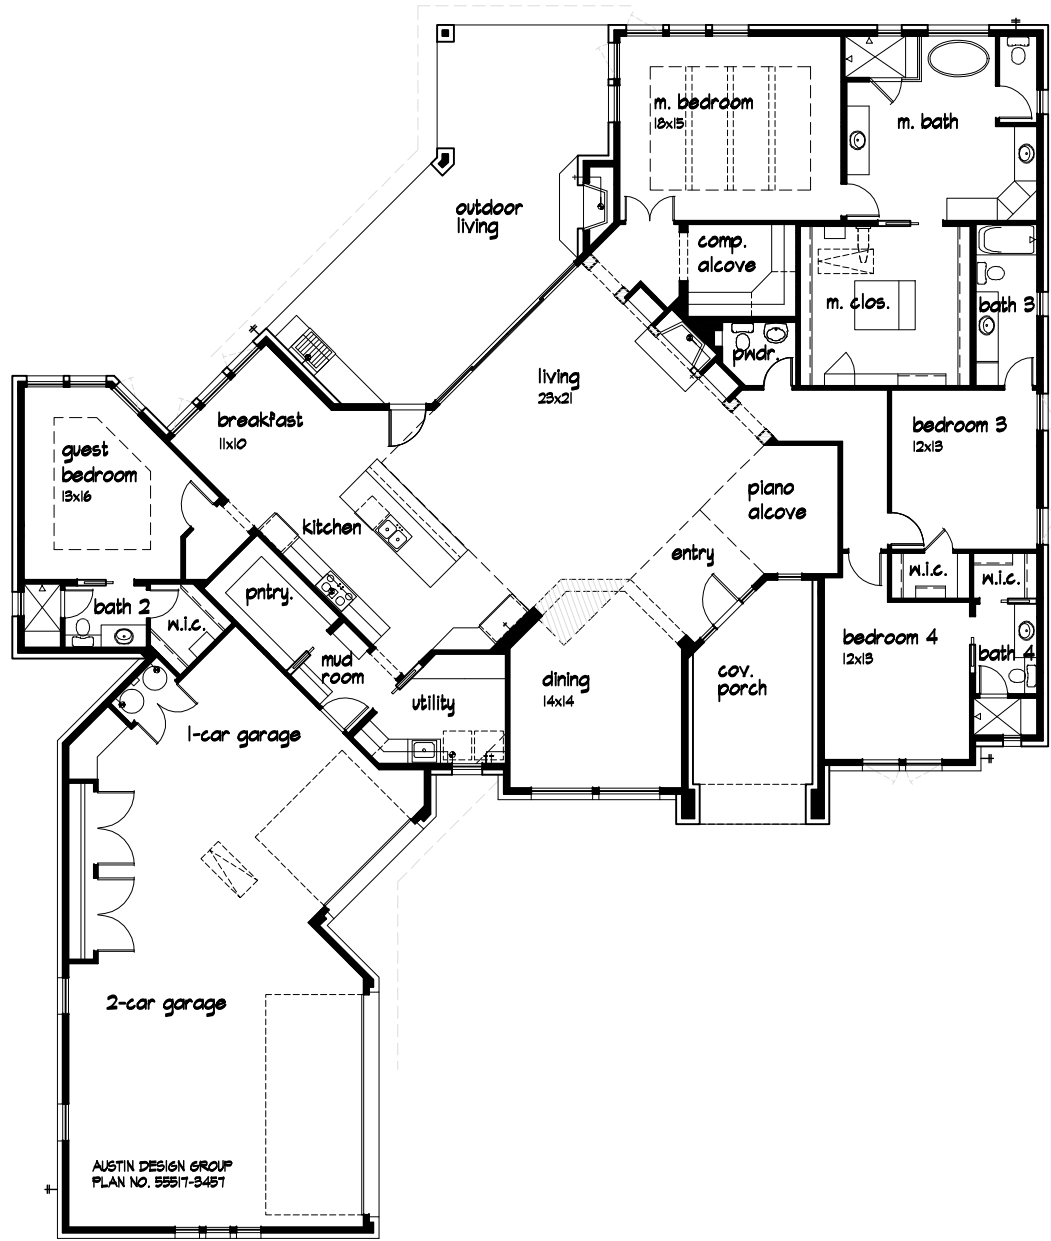 m. bedroom
18x15
m. bath
outdoor
living
comp.
alcove
m. clos.
bath 3
pwdr.
living
23x21
breakfast
11x10
bedroom 3
12x13
guest
bedroom
13x16
piano
alcove
kitchen
entry
w.i.c.
w.i.c.
pntry.
bath 2
w.i.c.
bedroom 4
12x13
bath 4
mud
room
dining
14x14
cov.
porch
utility
1-car garage
2-car garage
AUSTIN DESIGN GROUP
PLAN NO. 55517-3457